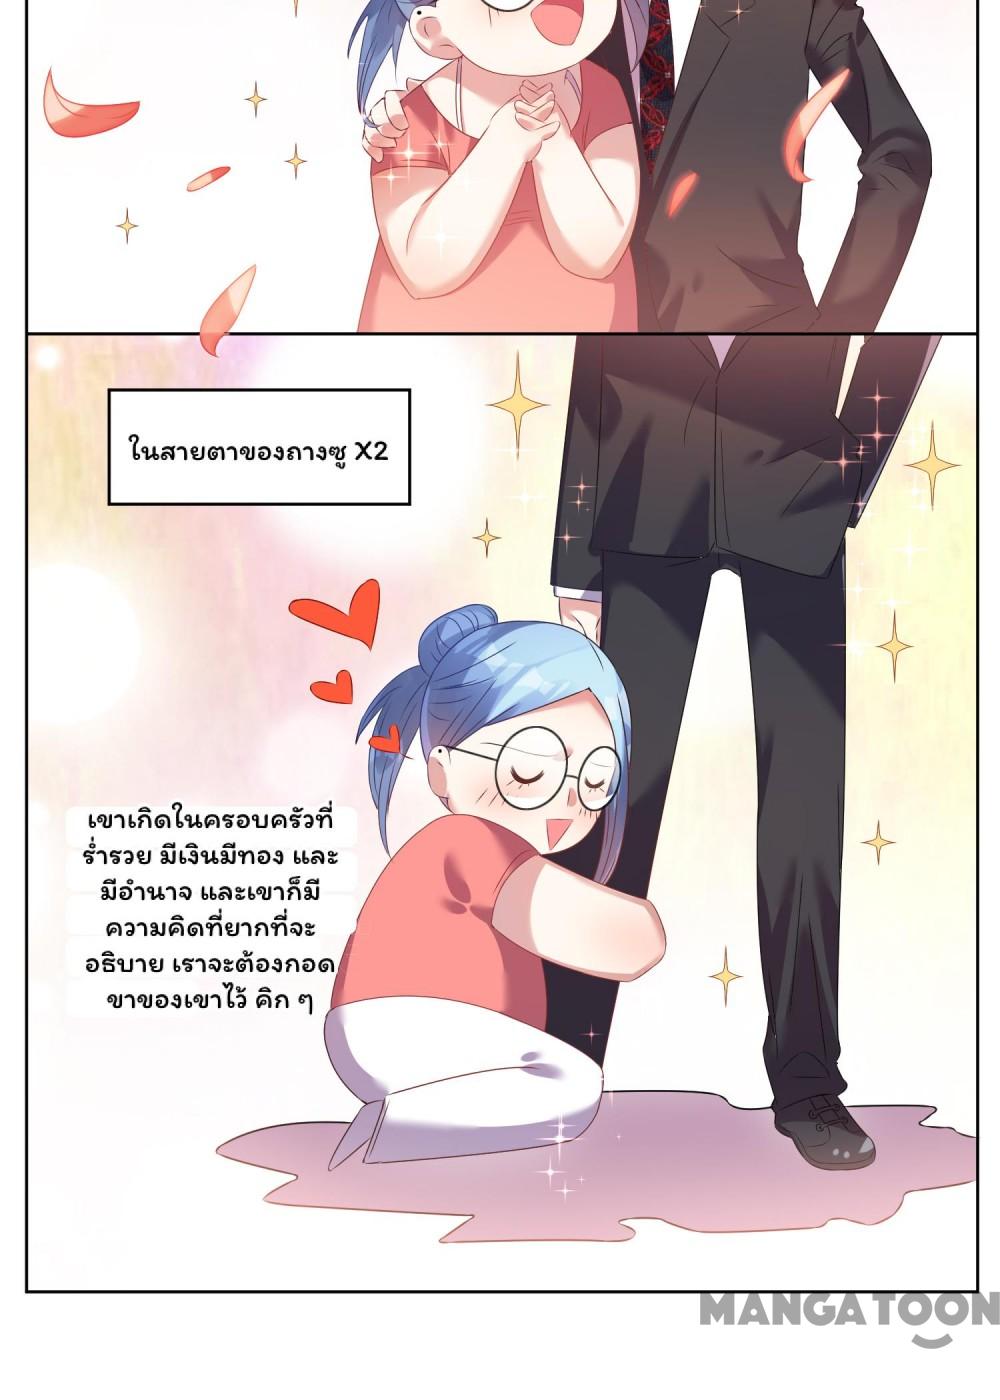 ในสายตาของถางซู X2
เขาเกิดในครอบครัวที่
ร่ำรวย มีเงินมีทอง และ
มีอำนาจ และเขาก็มี
ความคิดที่ยากที่จะ
อธิบาย เราจะต้องกอด
ขาของเขาไว้ คิก ๆ
MANGATOON